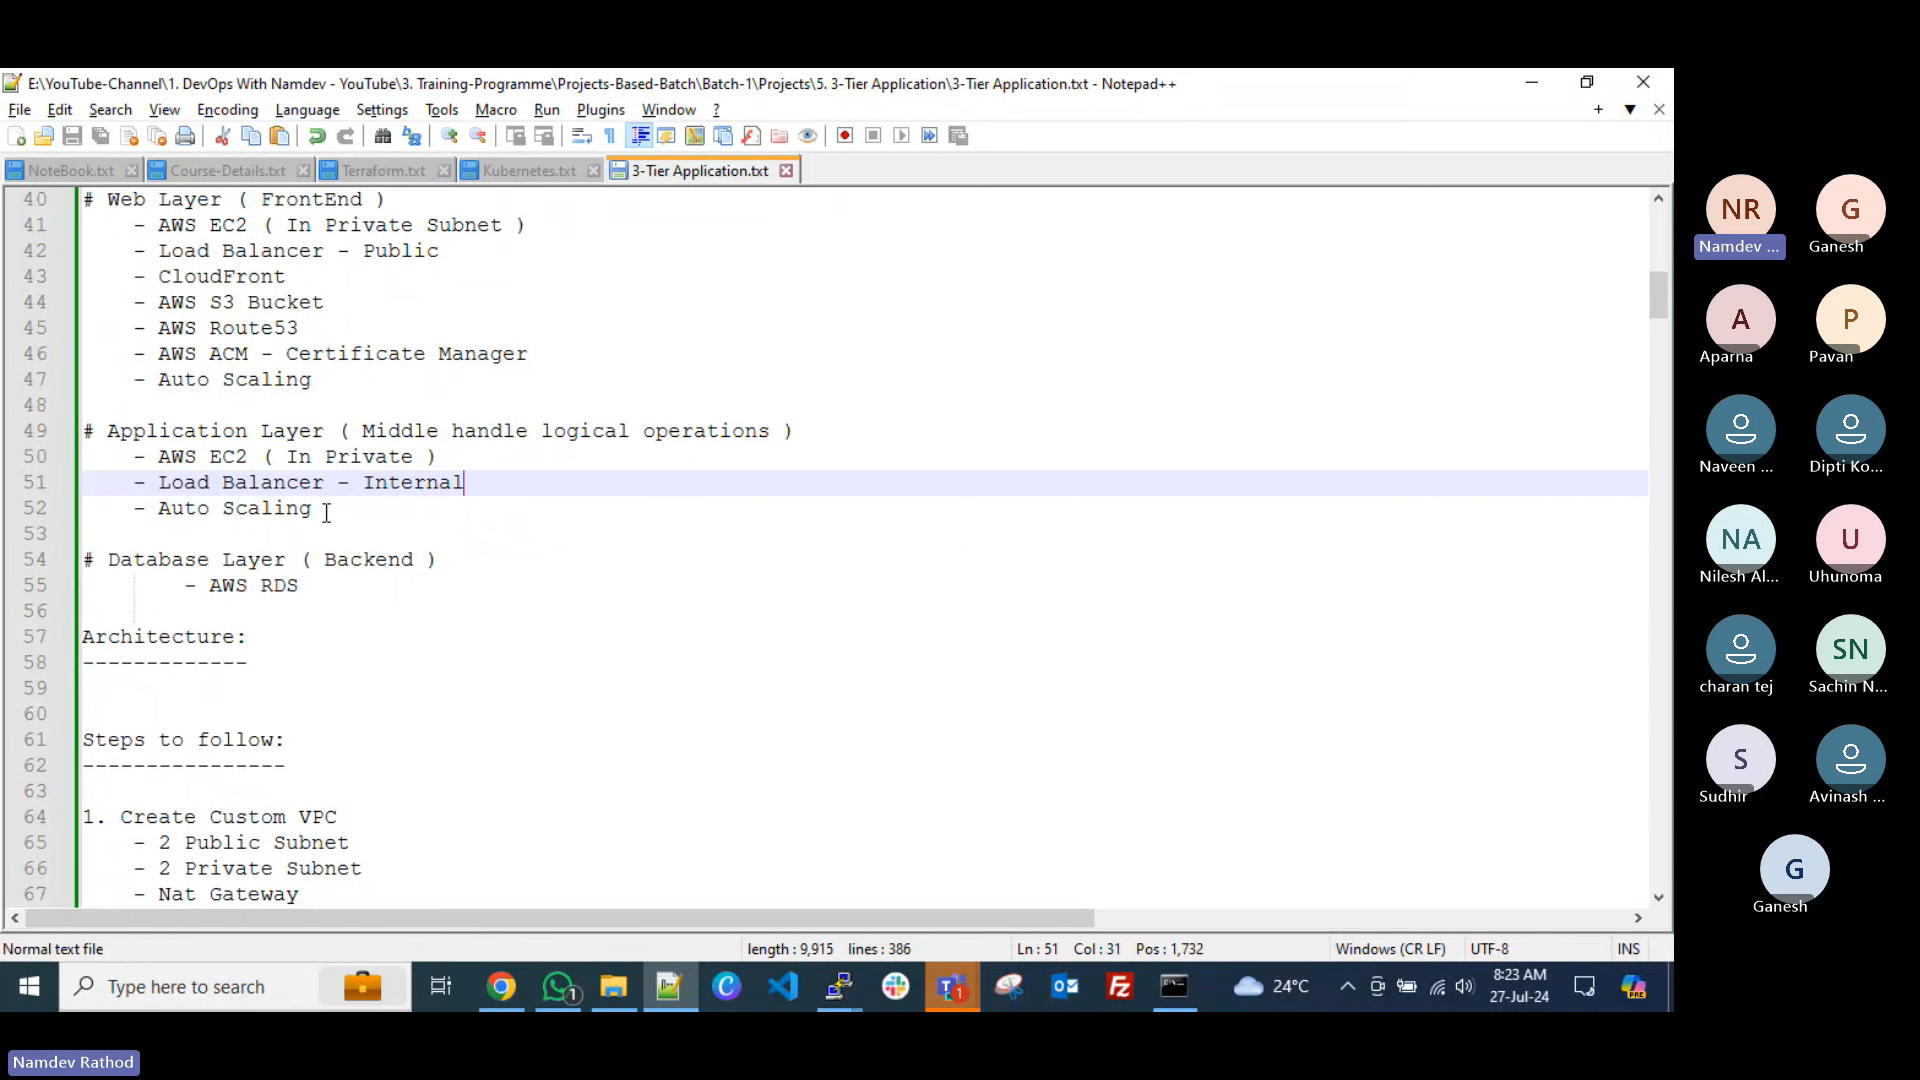 E:\YouTube-Channel\1. DevOps With Namdev - YouTube\3. Training-Programme\Projects-Based-Batch\Batch-1\Projects\5. 3-Tier Application\3-Tier Application.txt - Notepad++
File Edit Search View Encoding Language Settings Tools Macro Run Plugins Window ?
NoteBook.txt Course-Details.txt Terraform.txt Kubernetes.txt 3-Tier Application.txt
40 # Web Layer ( FrontEnd )
41 - AWS EC2 ( In Private Subnet )
42 - Load Balancer - Public
43 - CloudFront
44 - AWS S3 Bucket
45 - AWS Route53
46 - AWS ACM - Certificate Manager
47 - Auto Scaling
48
49 # Application Layer ( Middle handle logical operations )
50 - AWS EC2 ( In Private )
51 - Load Balancer - Internal
52 - Auto Scaling
53
54 # Database Layer ( Backend )
55 - AWS RDS
56
57 Architecture:
58 -------------
59
60
61 Steps to follow:
62 ----------------
63
64 1. Create Custom VPC
65 - 2 Public Subnet
66 - 2 Private Subnet
67 - Nat Gateway
Normal text file length : 9,915 lines : 386 Ln : 51 Col : 31 Pos : 1,732 Windows (CR LF) UTF-8 INS
Type here to search 1 1 24°C 8:23 AM
27-Jul-24
PRE
NR G
Namdev ... Ganesh
A P
Aparna Pavan
Naveen ... Dipti Ko...
NA U
Nilesh Al... Uhunoma
SN
charan tej Sachin N...
S
Sudhir Avinash ...
G
Ganesh
Namdev Rathod